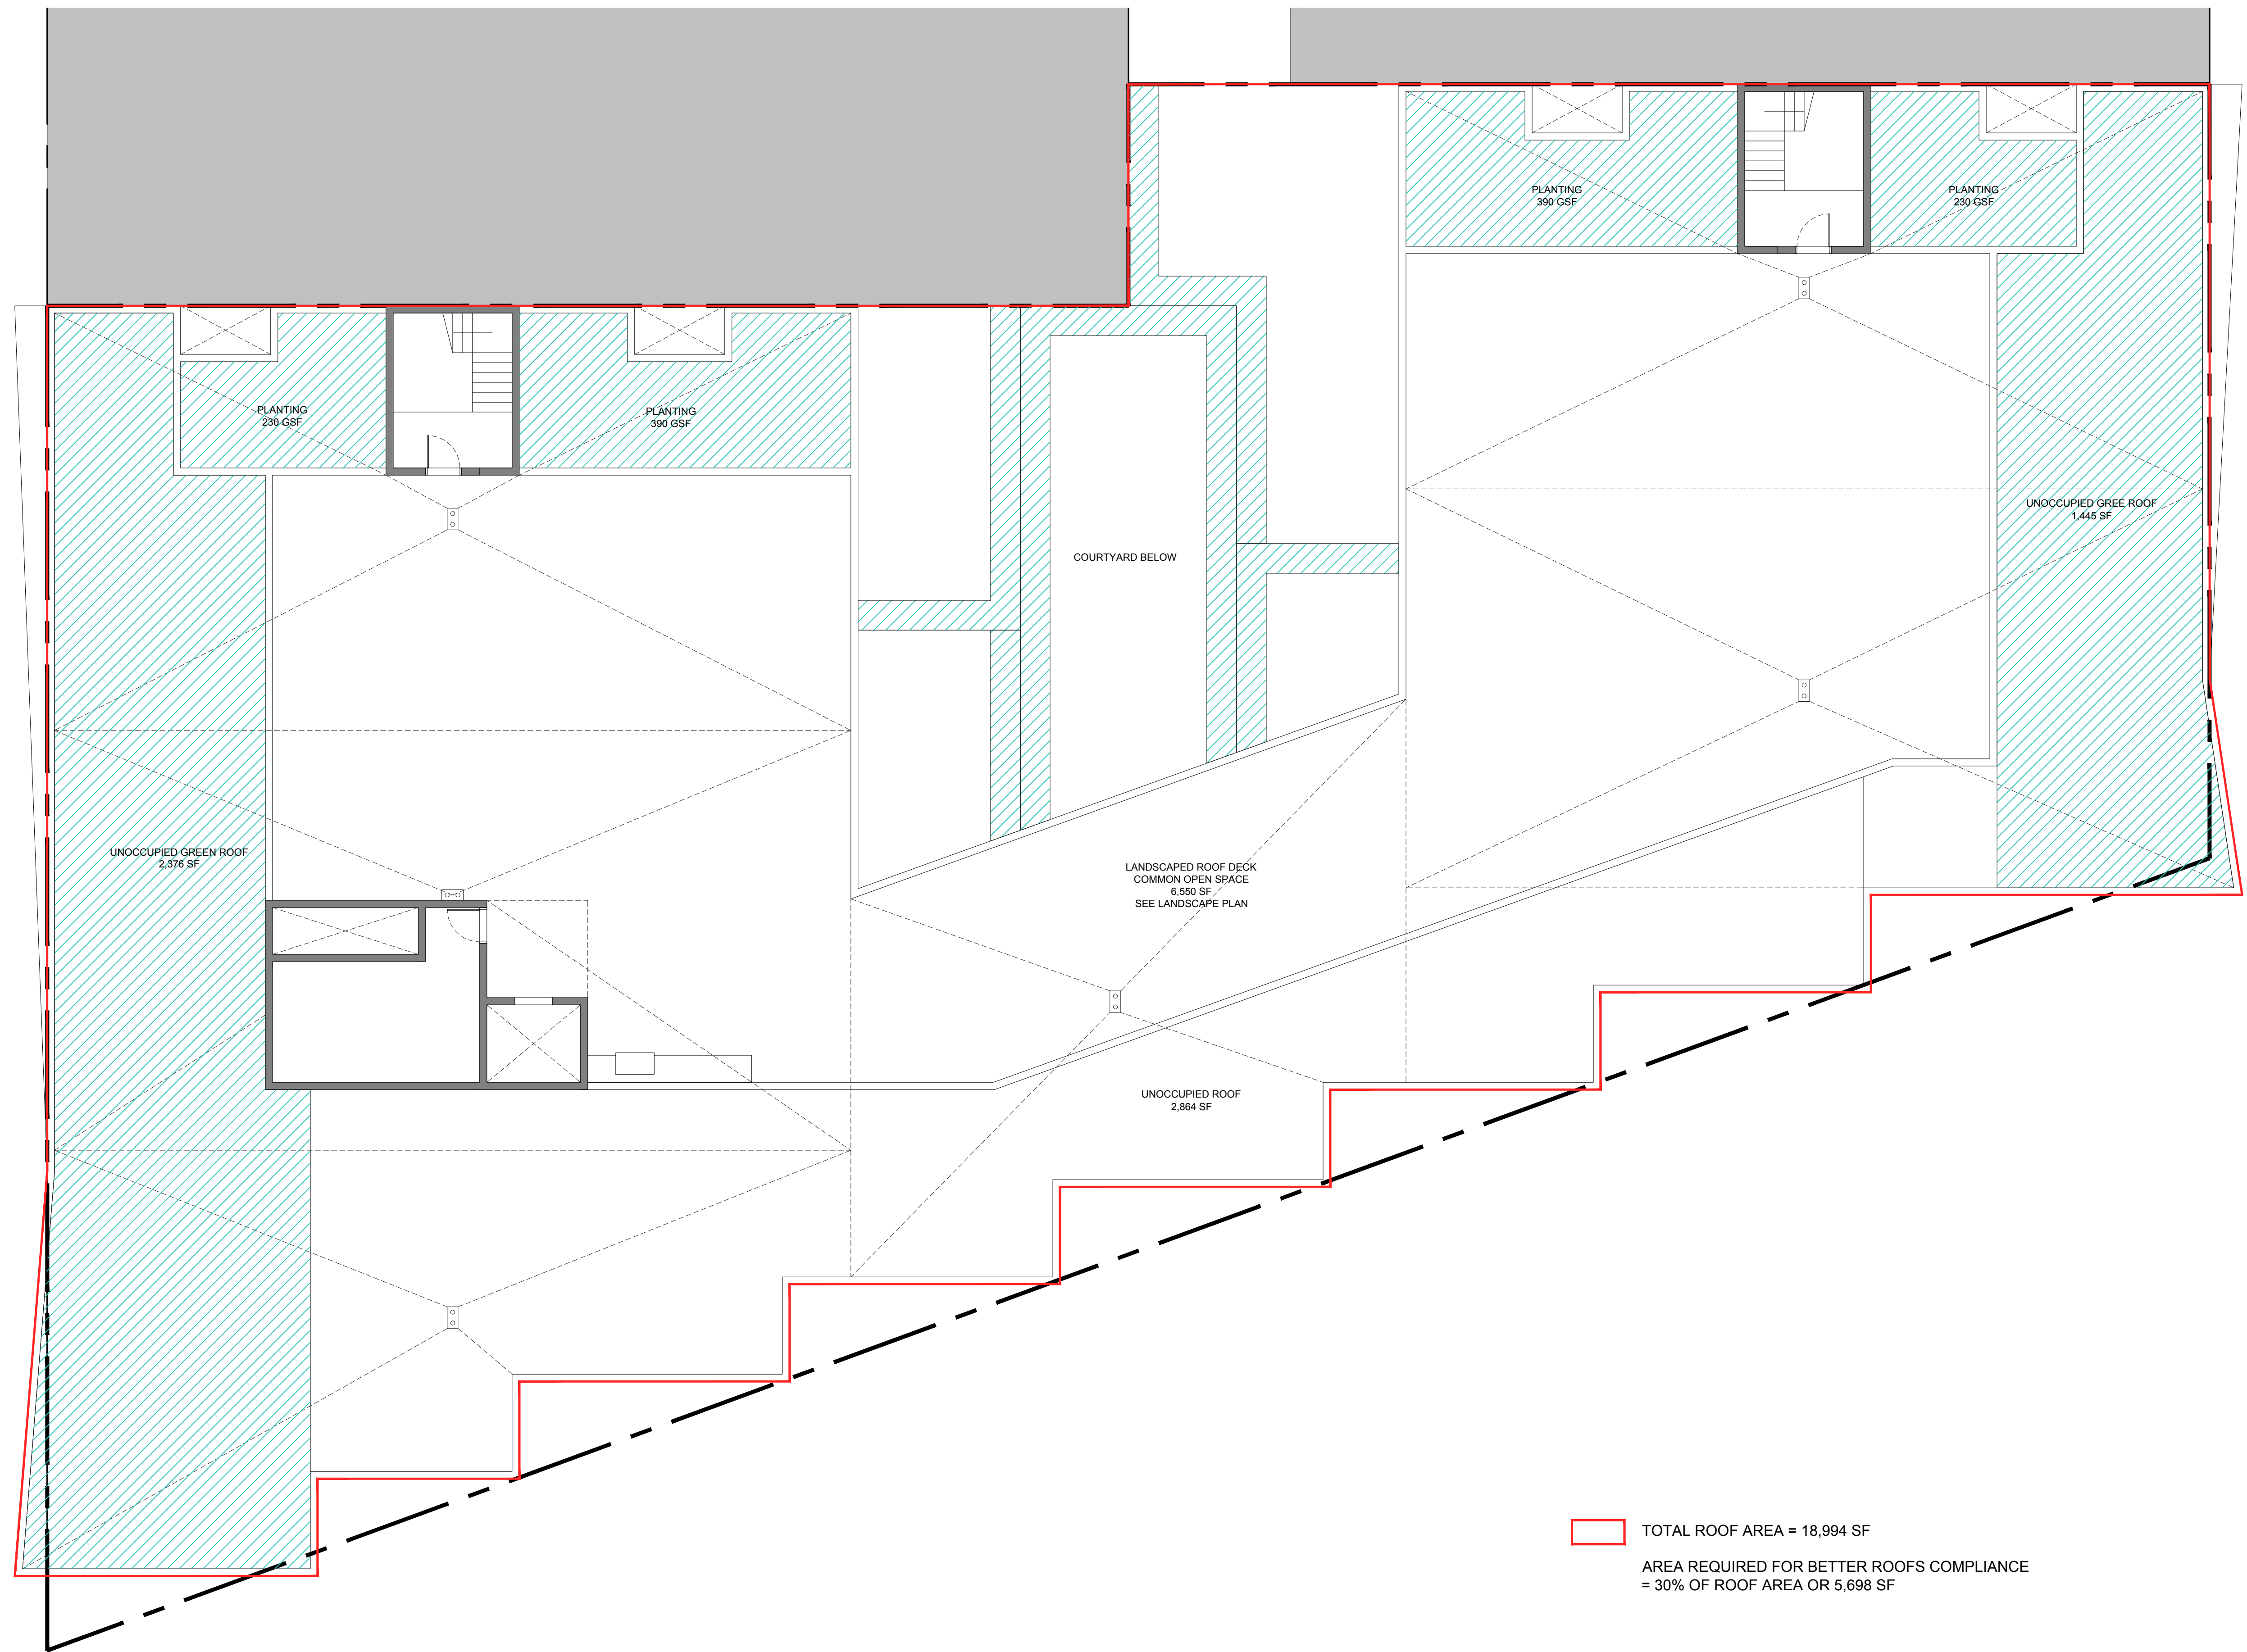 PLANTING
390 GSF
PLANTING
230 GSF
PLANTING
230 GSF
PLANTING
390 GSF
UNOCCUPIED GREE ROOF
1,445 SF
COURTYARD BELOW
UNOCCUPIED GREEN ROOF
2,376 SF
LANDSCAPED ROOF DECK
COMMON OPEN SPACE
6,550 SF
SEE LANDSCAPE PLAN
UNOCCUPIED ROOF
2,864 SF
TOTAL ROOF AREA = 18,994 SF
AREA REQUIRED FOR BETTER ROOFS COMPLIANCE
= 30% OF ROOF AREA OR 5,698 SF